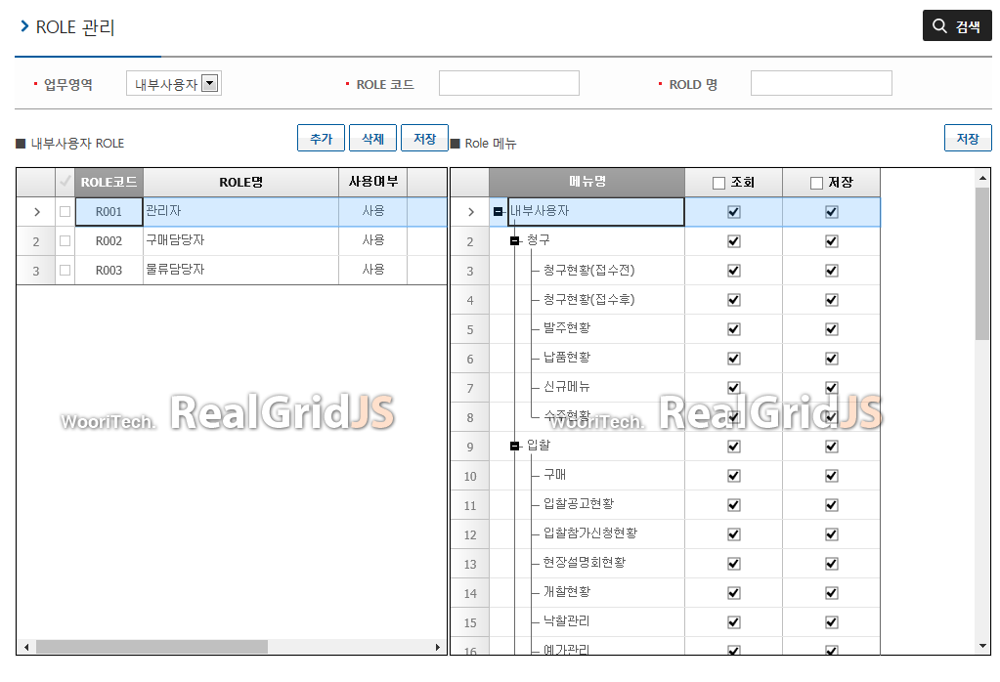 ROLE 관리
검색
업무영역 내부사용자 ROLE 코드 ROLD 명
■ 내부사용자 ROLE 추가 삭제 저장 ■ Role 메뉴 저장
ROLE코드 ROLE명 사용여부
R001 관리자 사용
2 R002 구매담당자 사용
3 R003 물류담당자 사용
WooriTech. RealGridJS
메뉴명 조회 저장
내부사용자
2 청구
3 청구현황(접수전)
4 청구현황(접수후)
5 발주현황
6 납품현황
7 신규메뉴
8 수주현황
WooriTech. RealGridJS
9 입찰
10 구매
11 입찰공고현황
12 입찰참가신청현황
13 현장설명회현황
14 개찰현황
15 낙찰관리
16 예가관리